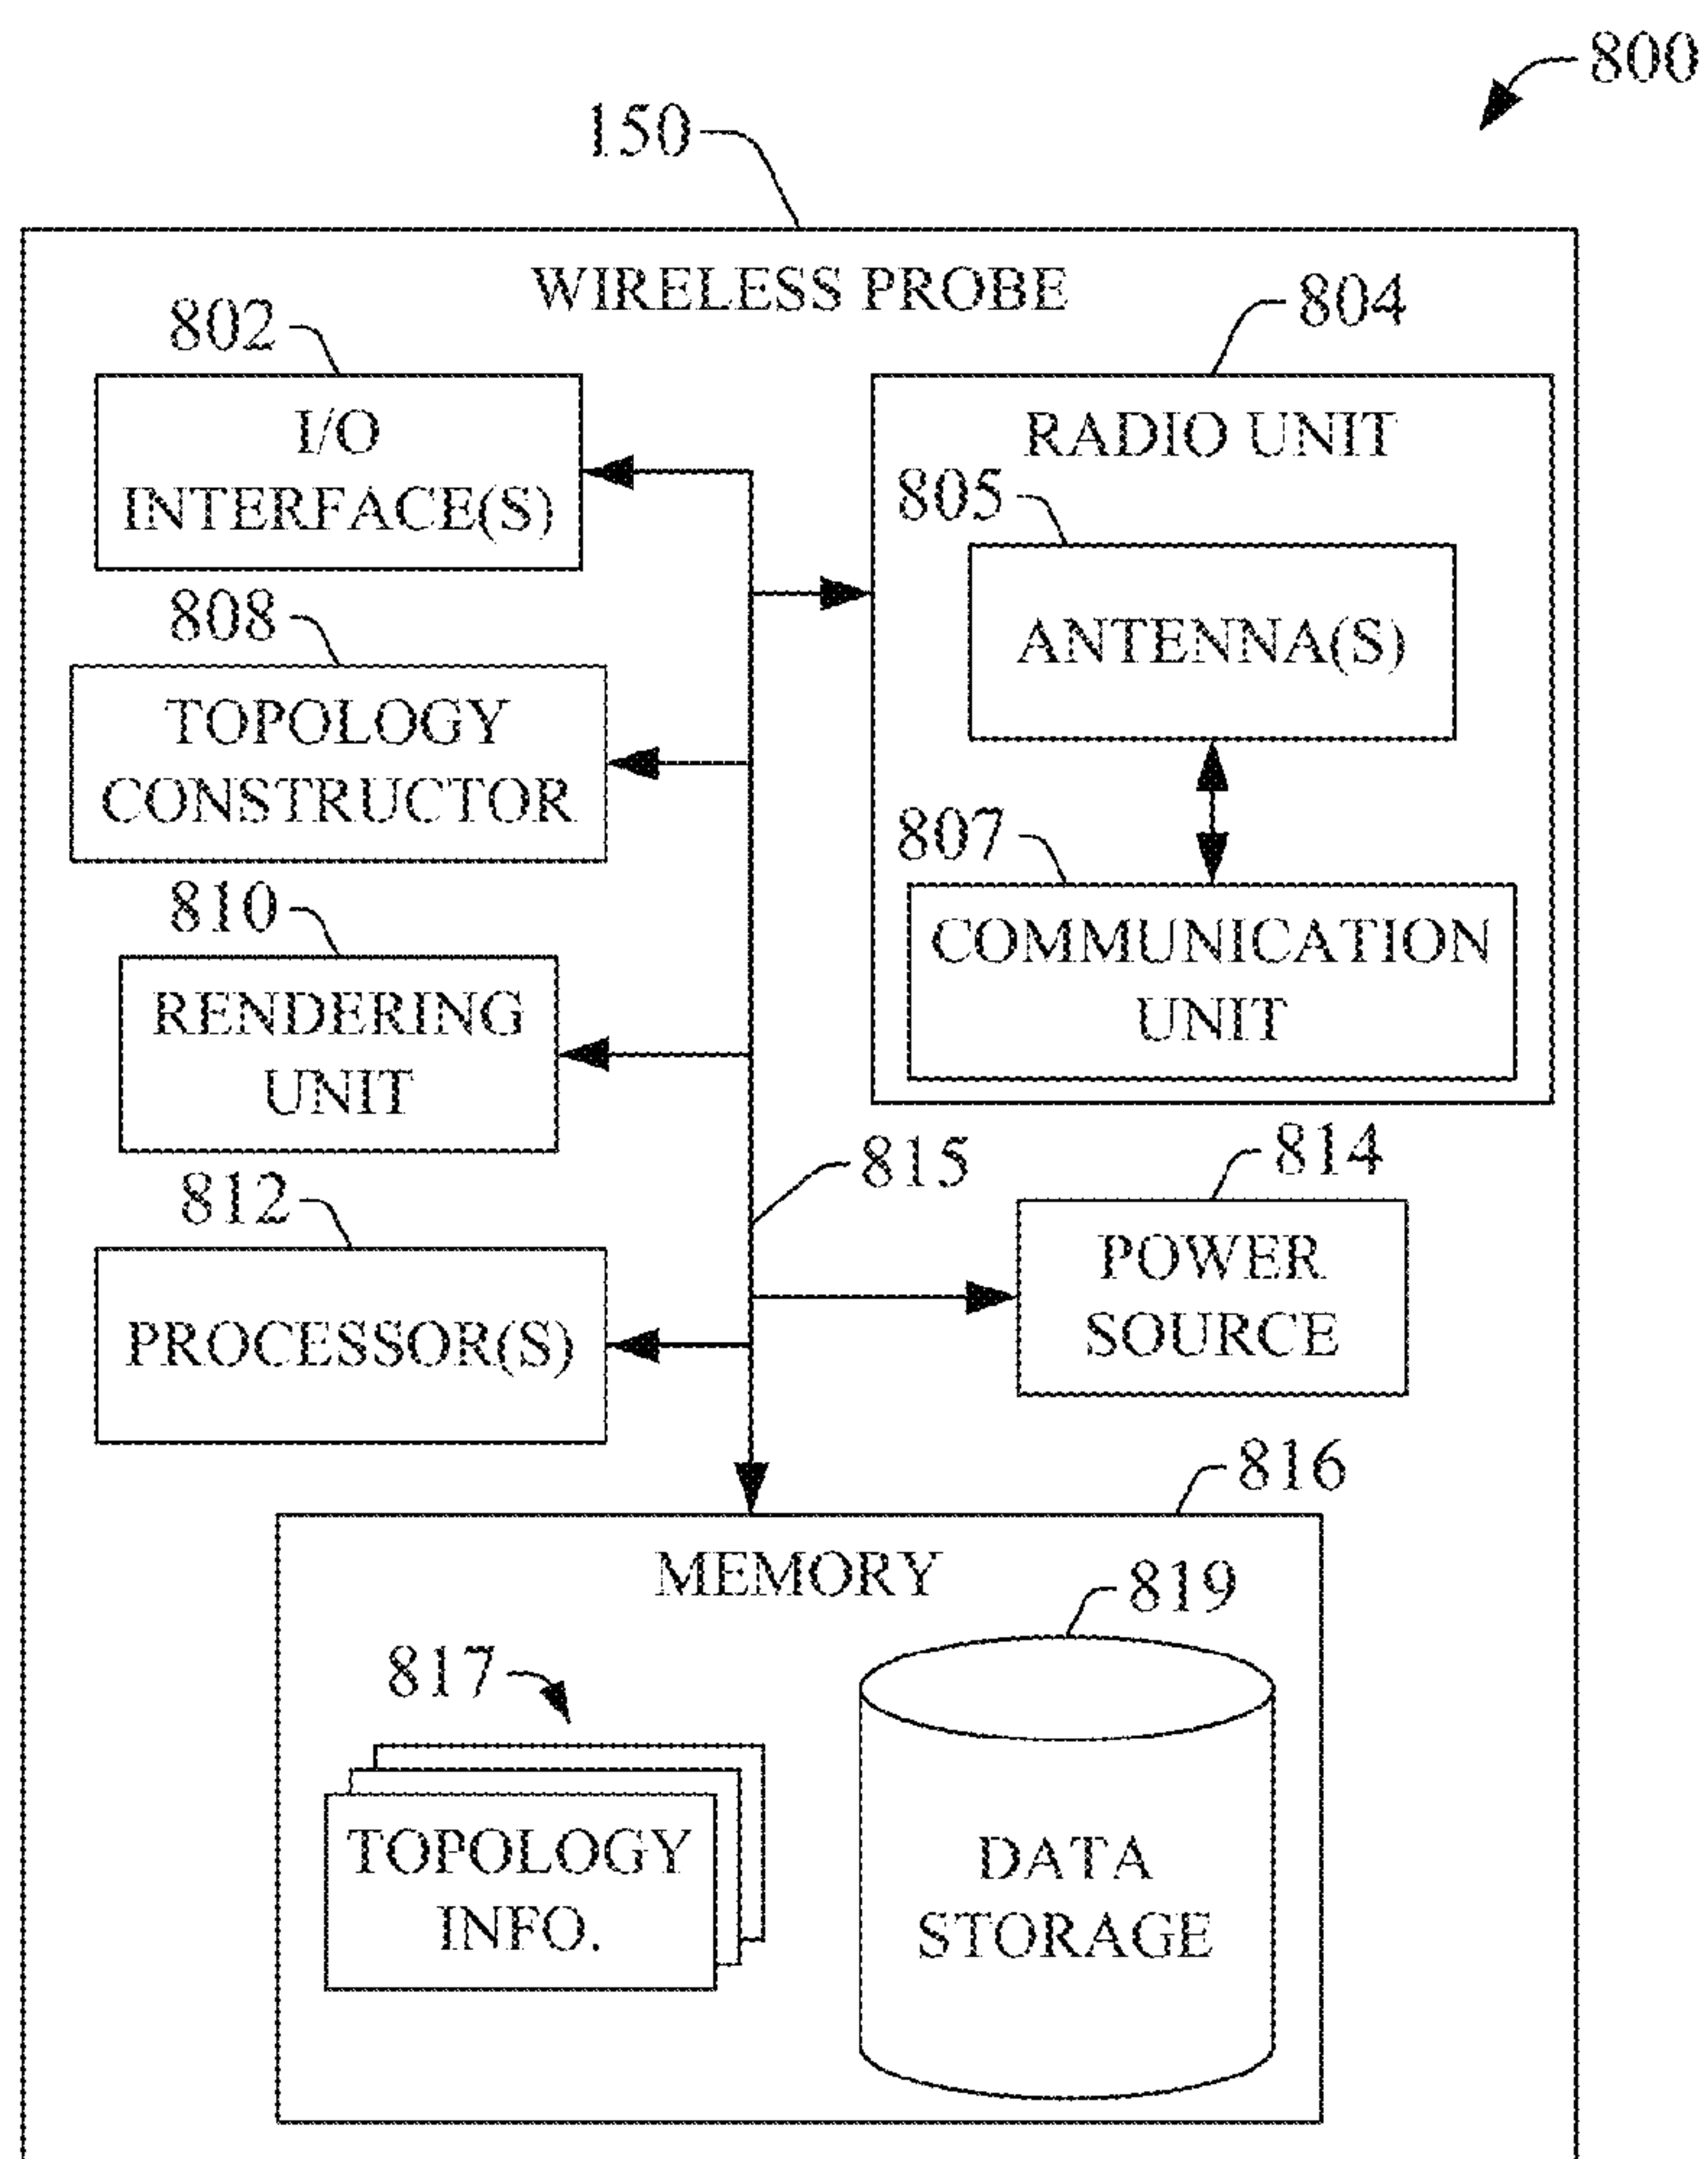 800
150
WIRELESS PROBE
802
804
I/O
INTERFACE(S)
RADIO UNIT
805
ANTENNA(S)
808
TOPOLOGY
CONSTRUCTOR
807
COMMUNICATION
UNIT
810
RENDERING
UNIT
815
814
812
POWER
SOURCE
PROCESSOR(S)
816
MEMORY
819
817
TOPOLOGY
INFO.
DATA
STORAGE